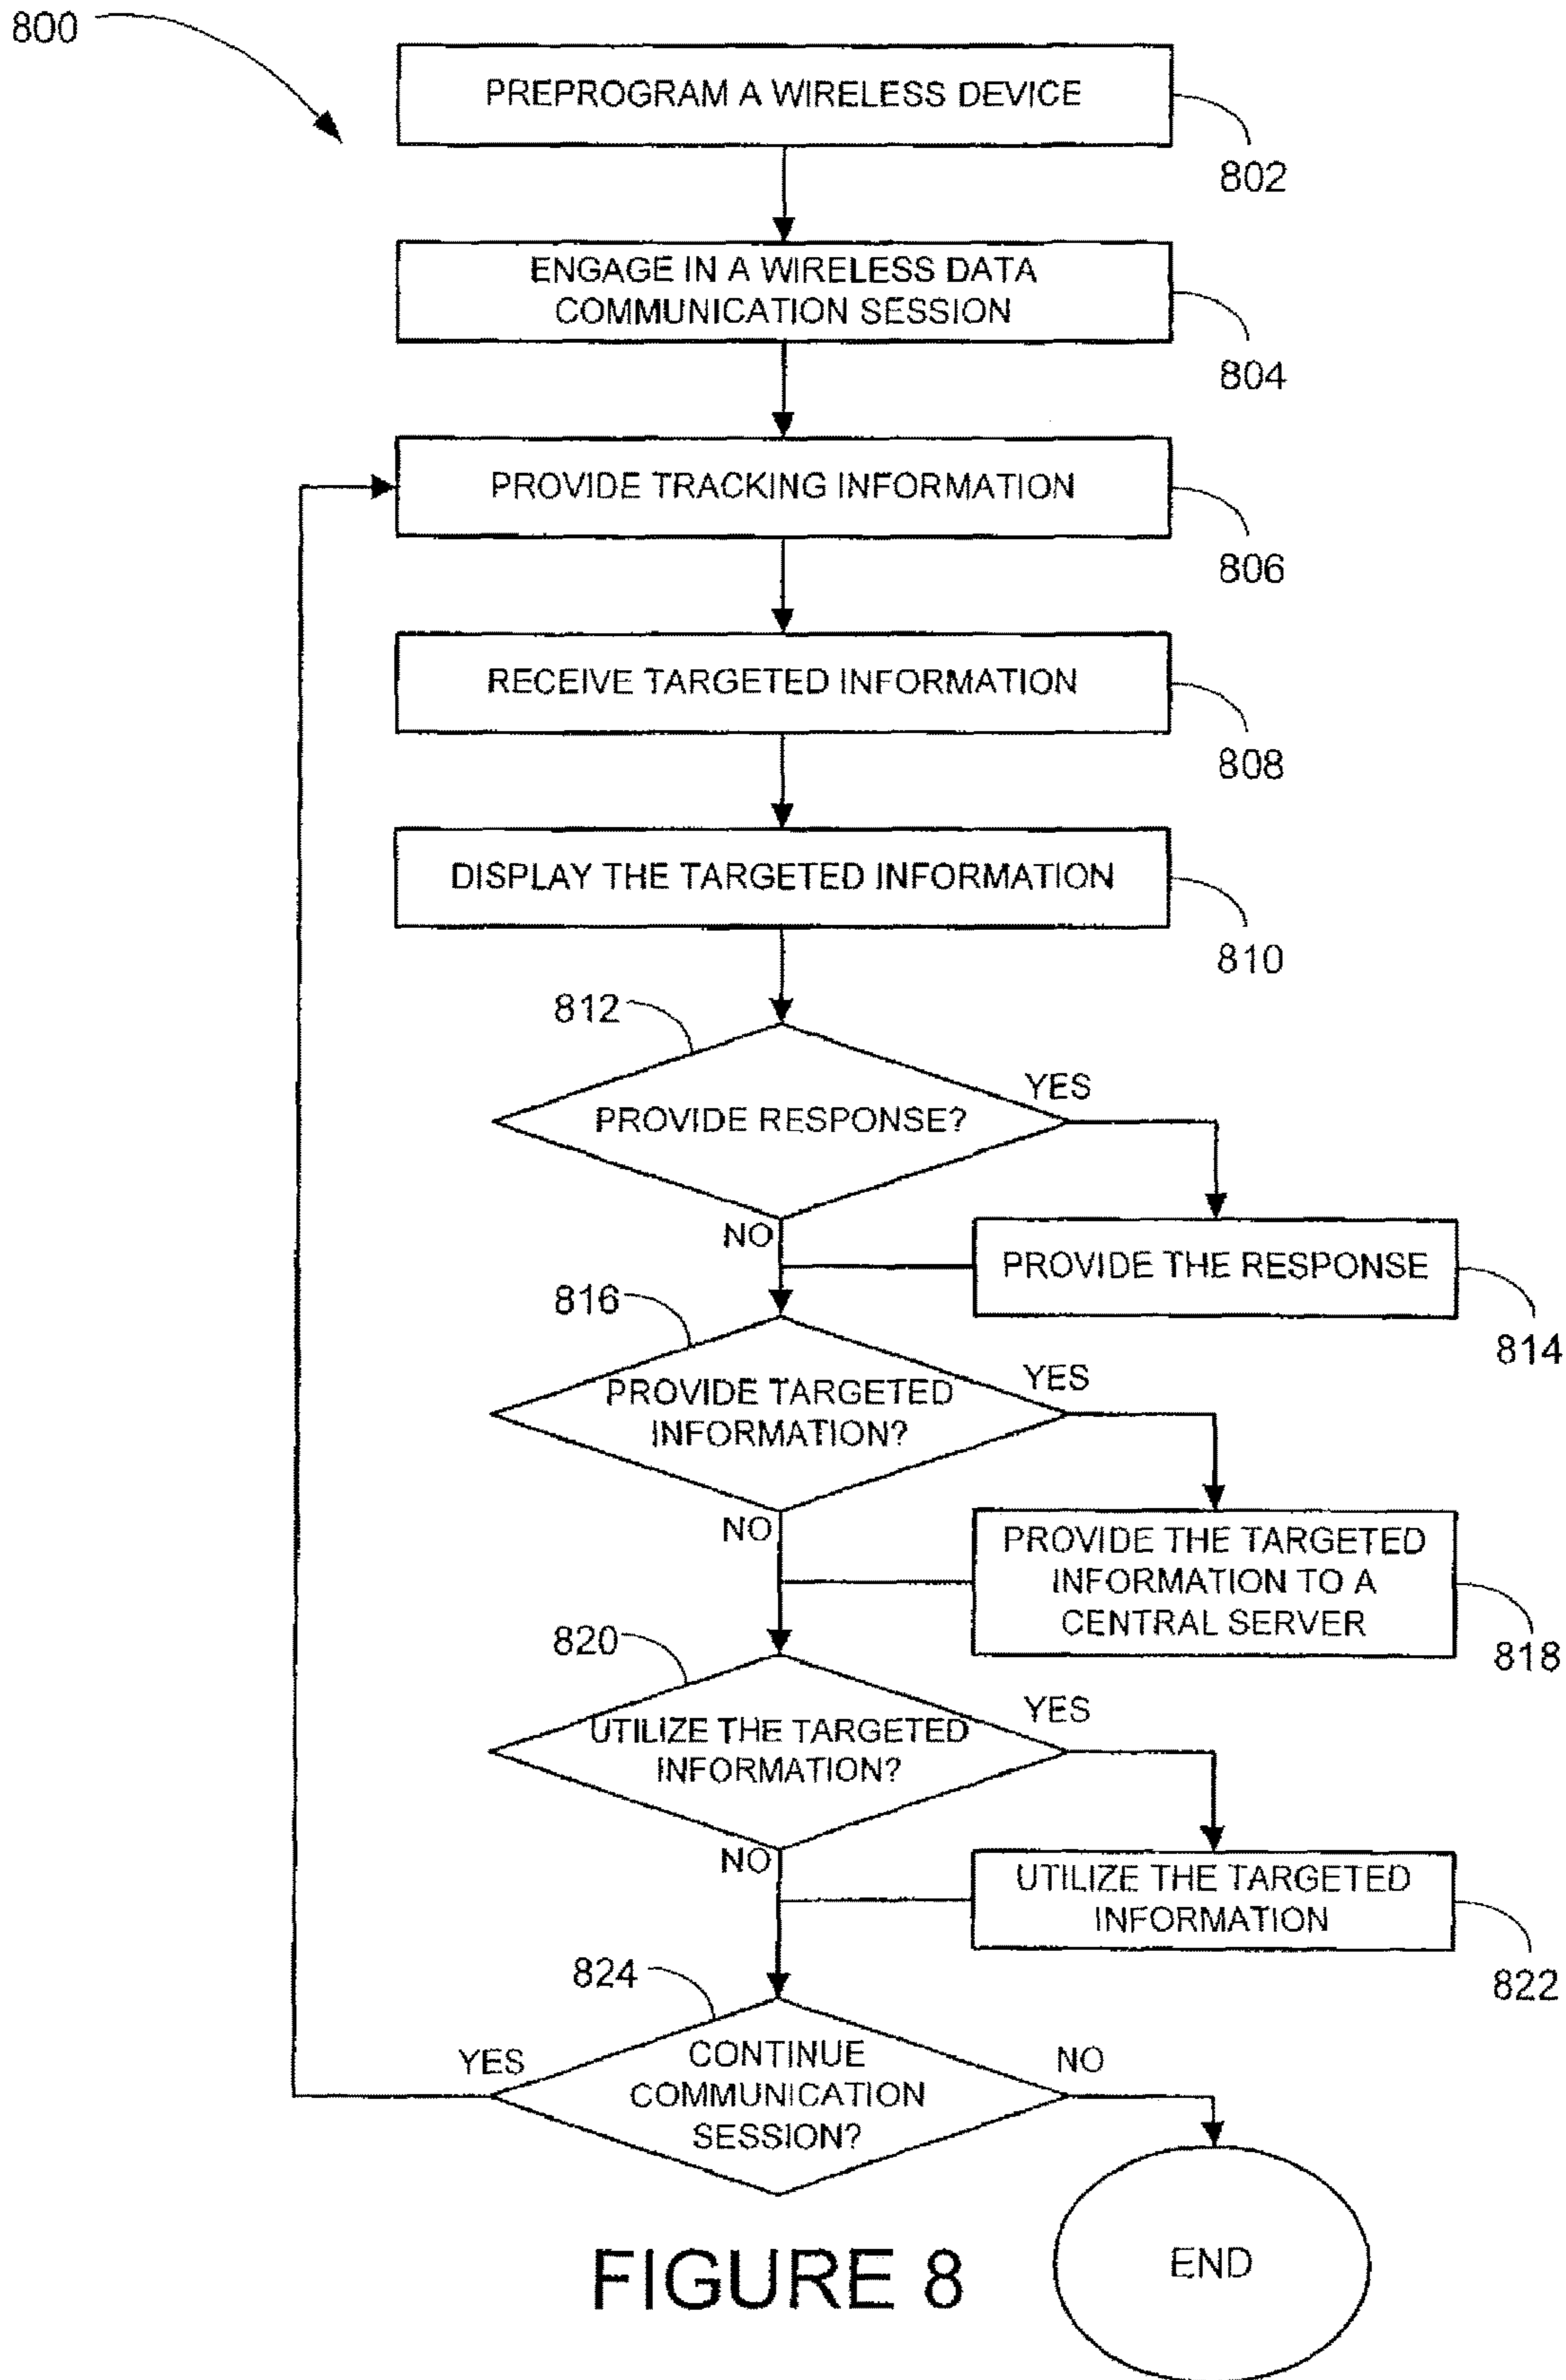 800
PREPROGRAM A WIRELESS DEVICE
802
ENGAGE IN A WIRELESS DATA
COMMUNICATION SESSION
804
PROVIDE TRACKING INFORMATION
806
RECEIVE TARGETED INFORMATION
808
DISPLAY THE TARGETED INFORMATION
810
812
PROVIDE RESPONSE?
YES
NO
PROVIDE THE RESPONSE
814
816
PROVIDE TARGETED
INFORMATION?
YES
NO
PROVIDE THE TARGETED
INFORMATION TO A
CENTRAL SERVER
818
820
UTILIZE THE TARGETED
INFORMATION?
YES
NO
UTILIZE THE TARGETED
INFORMATION
822
824
YES
CONTINUE
COMMUNICATION
SESSION?
NO
END
FIGURE 8